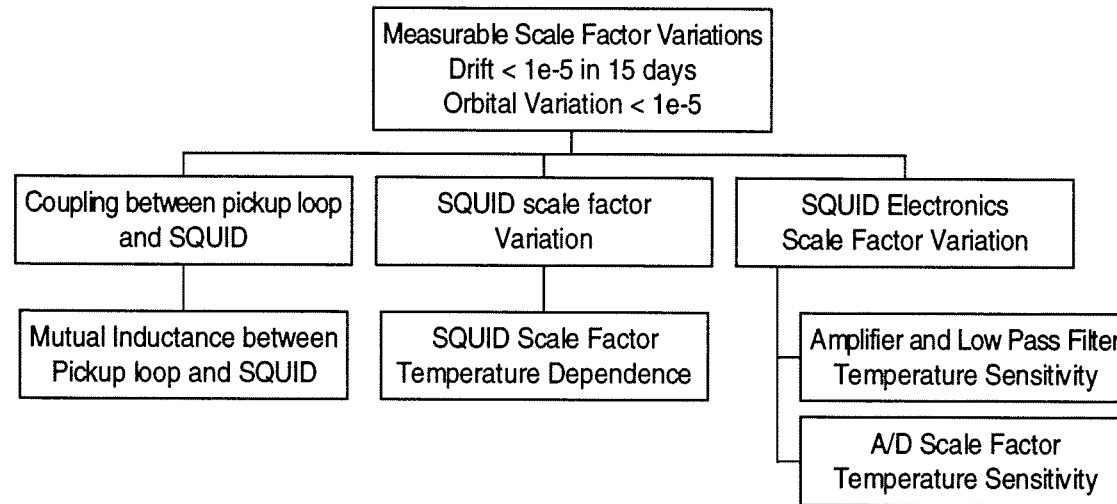 Measurable Scale Factor Variations
Drift < 1e-5 in 15 days
Orbital Variation < 1e-5
Coupling between pickup loop
and SQUID
SQUID scale factor
Variation
SQUID Electronics
Scale Factor Variation
Mutual Inductance between
Pickup loop and SQUID
SQUID Scale Factor
Temperature Dependence
Amplifier and Low Pass Filter
Temperature Sensitivity
A/D Scale Factor
Temperature Sensitivity